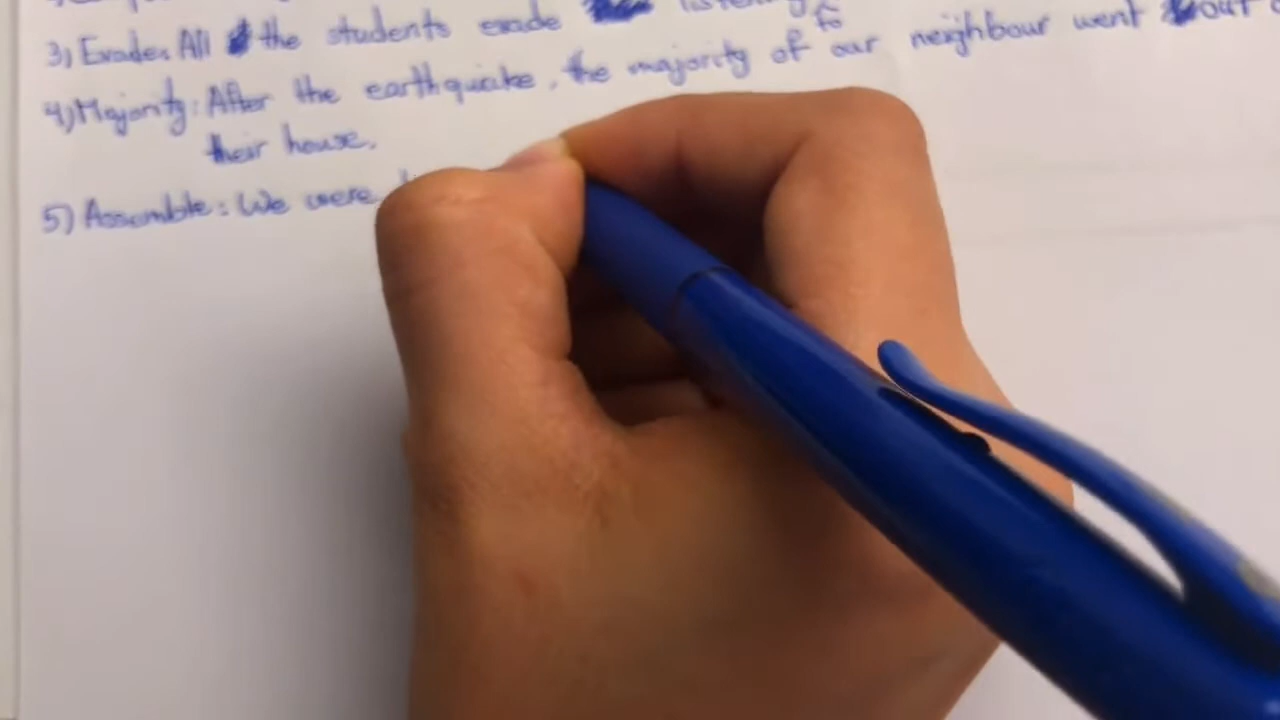 3) Evade: All the students evade listening
to
4) Majority: After the earthquake, the majority of our neighbour went out
their house.
5) Assemble: We were